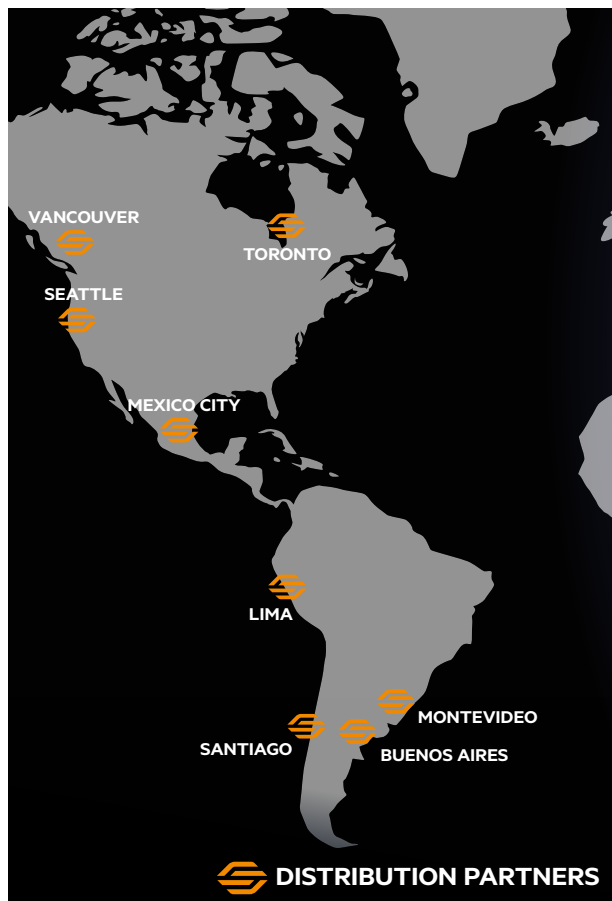 VANCOUVER
TORONTO
SEATTLE
MEXICO CITY
LIMA
MONTEVIDEO
SANTIAGO
BUENOS AIRES
DISTRIBUTION PARTNERS